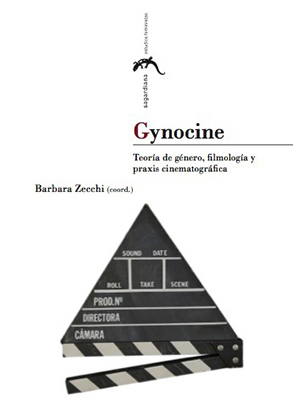 sagardiana
estudios feministas
Gynocine
Teoría de género, filmología y
praxis cinematográfica
Barbara Zecchi (coord.)
SOUND DATE
ROLL TAKE SCENE
PROD.Nº
DIRECTORA
CÁMARA